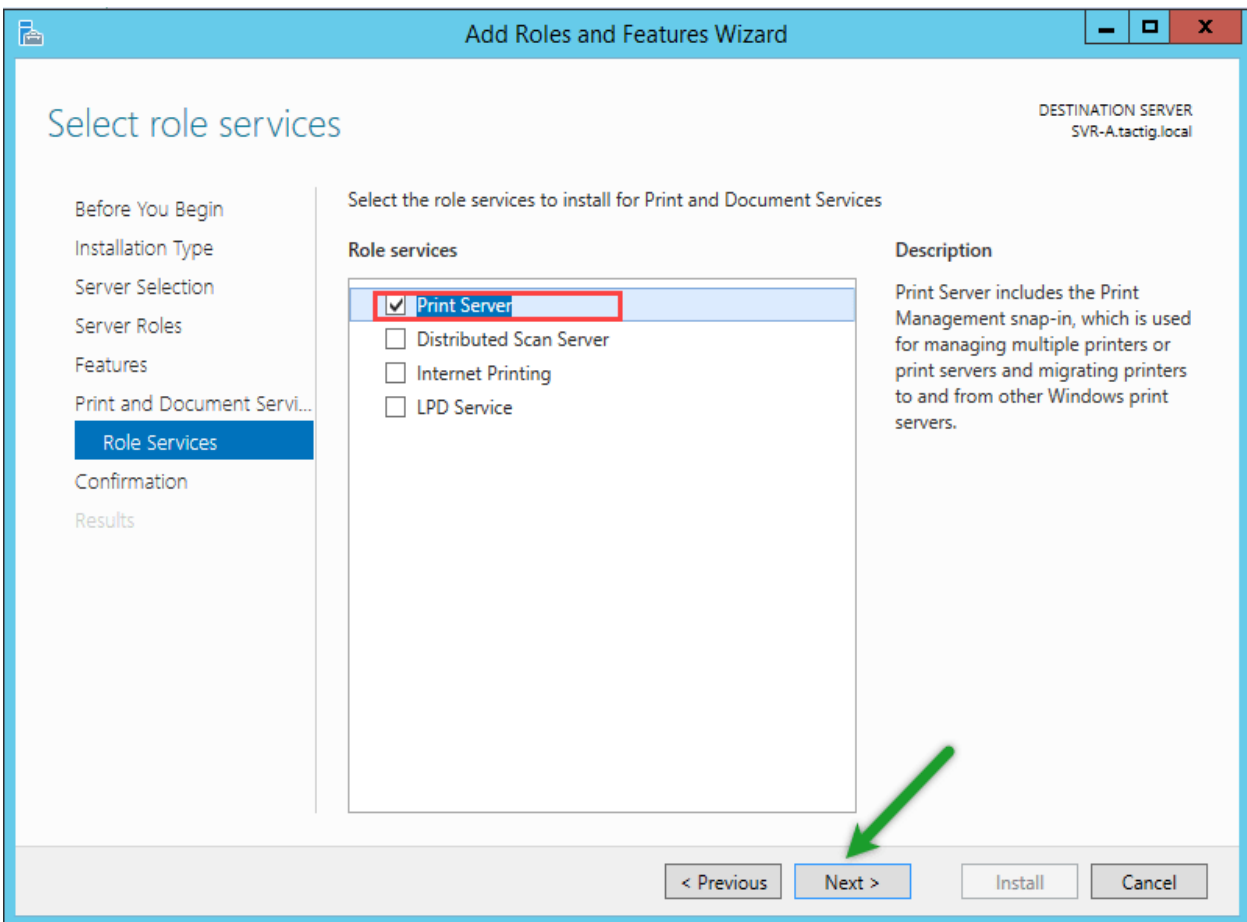 Add Roles and Features Wizard
Select role services
DESTINATION SERVER
SVR-A.tactig.local
Before You Begin
Installation Type
Server Selection
Server Roles
Features
Print and Document Servi...
Role Services
Confirmation
Results
Select the role services to install for Print and Document Services
Role services
Print Server
Distributed Scan Server
Internet Printing
LPD Service
Description
Print Server includes the Print
Management snap-in, which is used
for managing multiple printers or
print servers and migrating printers
to and from other Windows print
servers.
< Previous
Next >
Install
Cancel